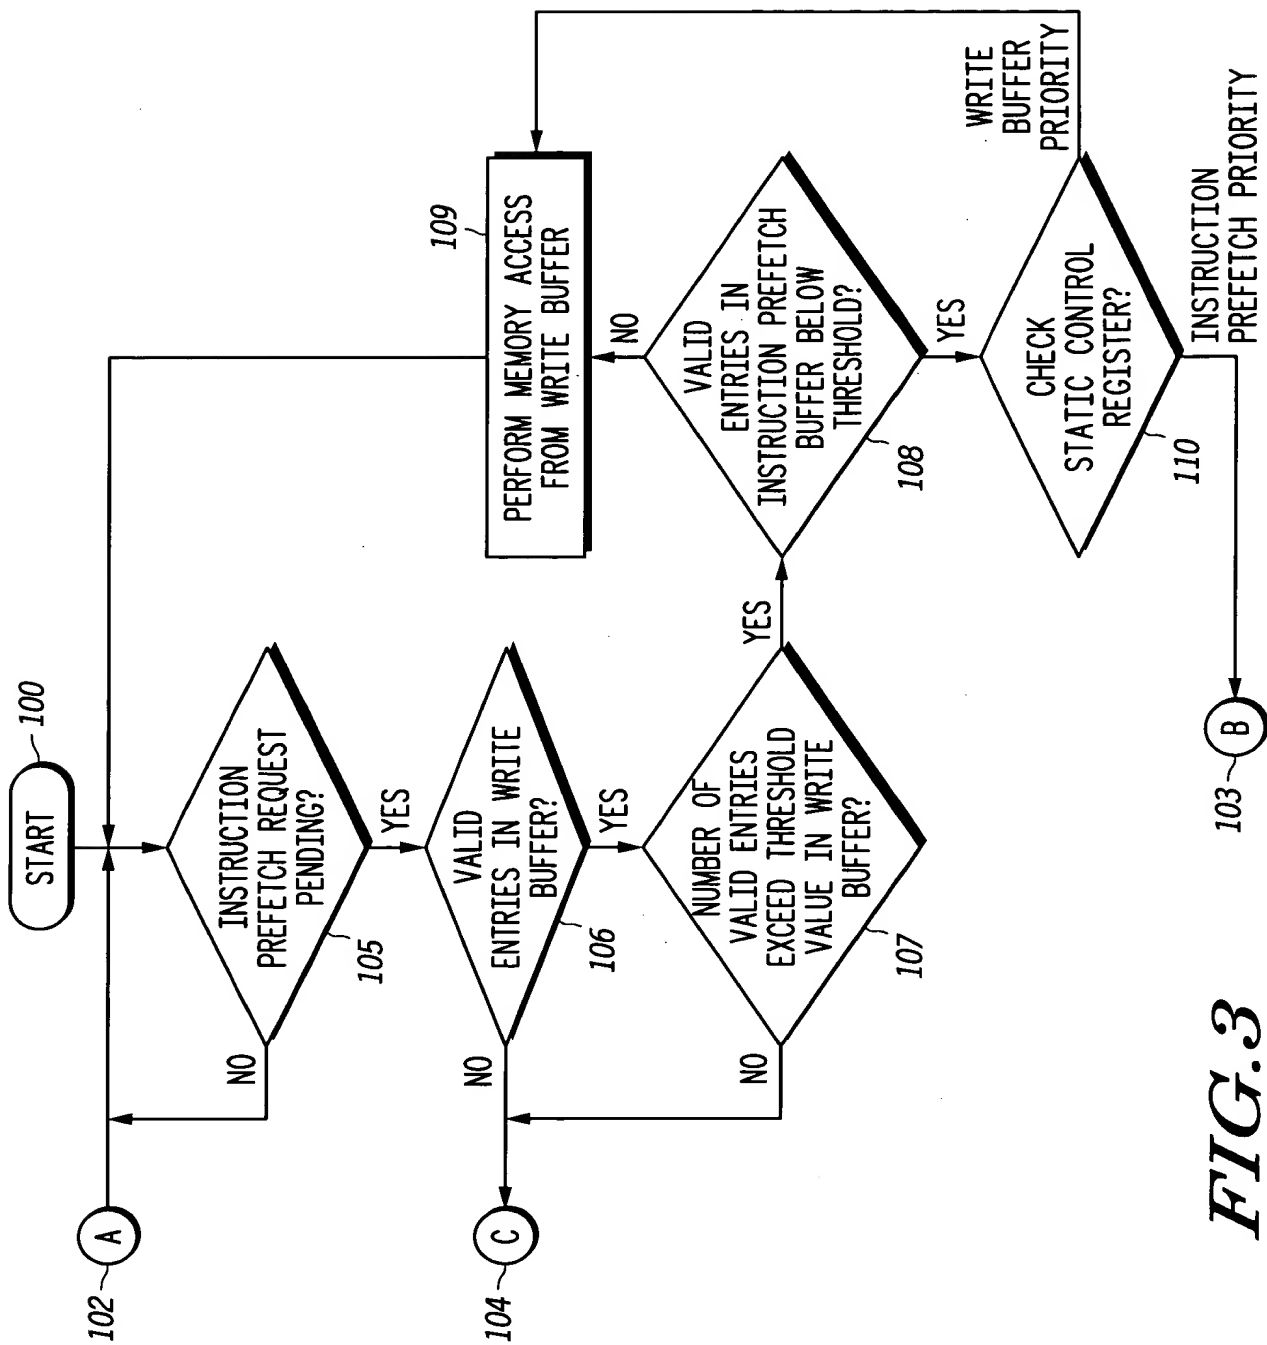 START
100
A
102
INSTRUCTION
PREFETCH REQUEST
PENDING?
105
NO
YES
VALID
ENTRIES IN WRITE
BUFFER?
106
NO
YES
C
104
NUMBER OF
VALID ENTRIES
EXCEED THRESHOLD
VALUE IN WRITE
BUFFER?
107
NO
YES
109
PERFORM MEMORY ACCESS
FROM WRITE BUFFER
NO
VALID
ENTRIES IN
INSTRUCTION PREFETCH
BUFFER BELOW
THRESHOLD?
108
YES
CHECK
STATIC CONTROL
REGISTER?
110
WRITE
BUFFER
PRIORITY
INSTRUCTION
PREFETCH PRIORITY
B
103
FIG.3